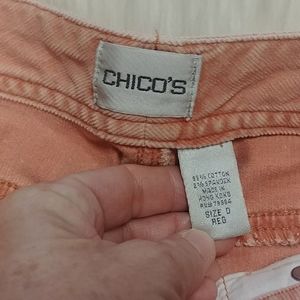 CHICO'S
98% COTTON
2% SPANDEX
MADE IN
HONG KONG
SIZE 0
REG